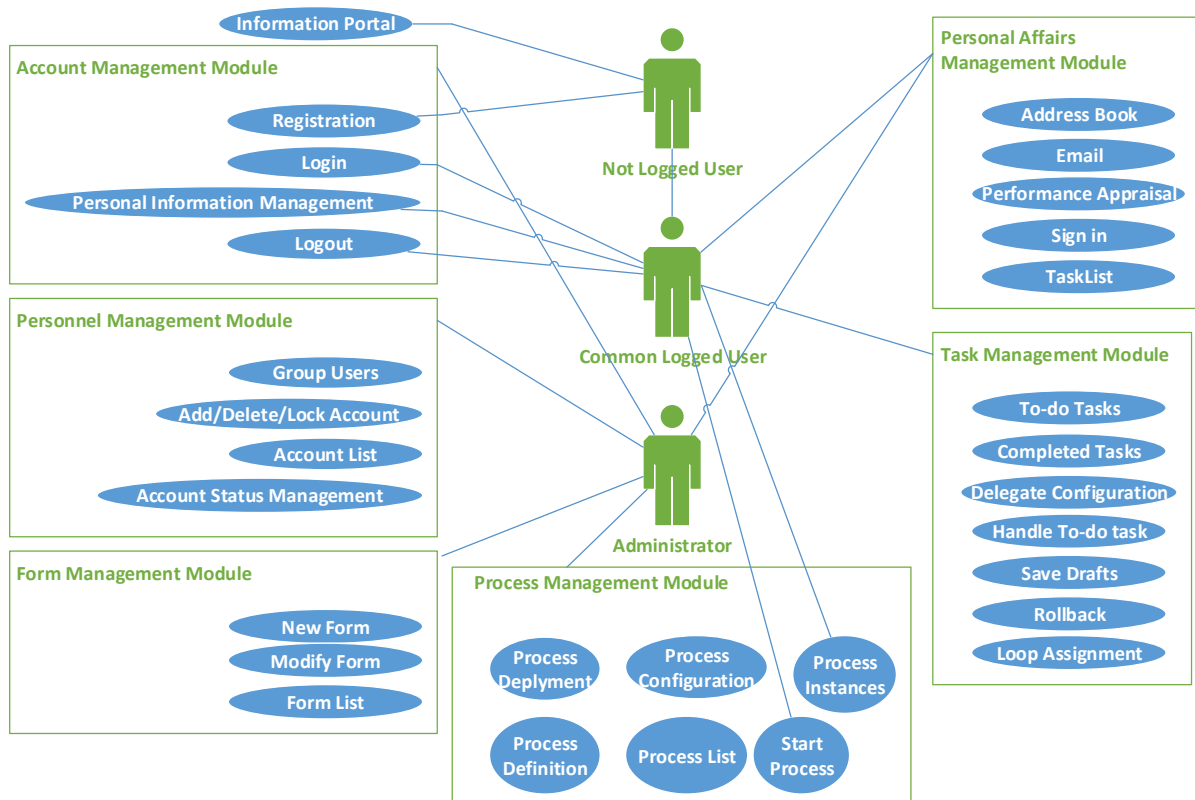 Information Portal
Account Management Module
Registration
Login
Personal Information Management
Logout
Personnel Management Module
Group Users
Add/Delete/Lock Account
Account List
Account Status Management
Form Management Module
New Form
Modify Form
Form List
Not Logged User
Common Logged User
Administrator
Process Management Module
Process
Deplyment
Process
Configuration
Process
Instances
Process
Definition
Process List
Start
Process
Personal Affairs
Management Module
Address Book
Email
Performance Appraisal
Sign in
TaskList
Task Management Module
To-do Tasks
Completed Tasks
Delegate Configuration
Handle To-do task
Save Drafts
Rollback
Loop Assignment